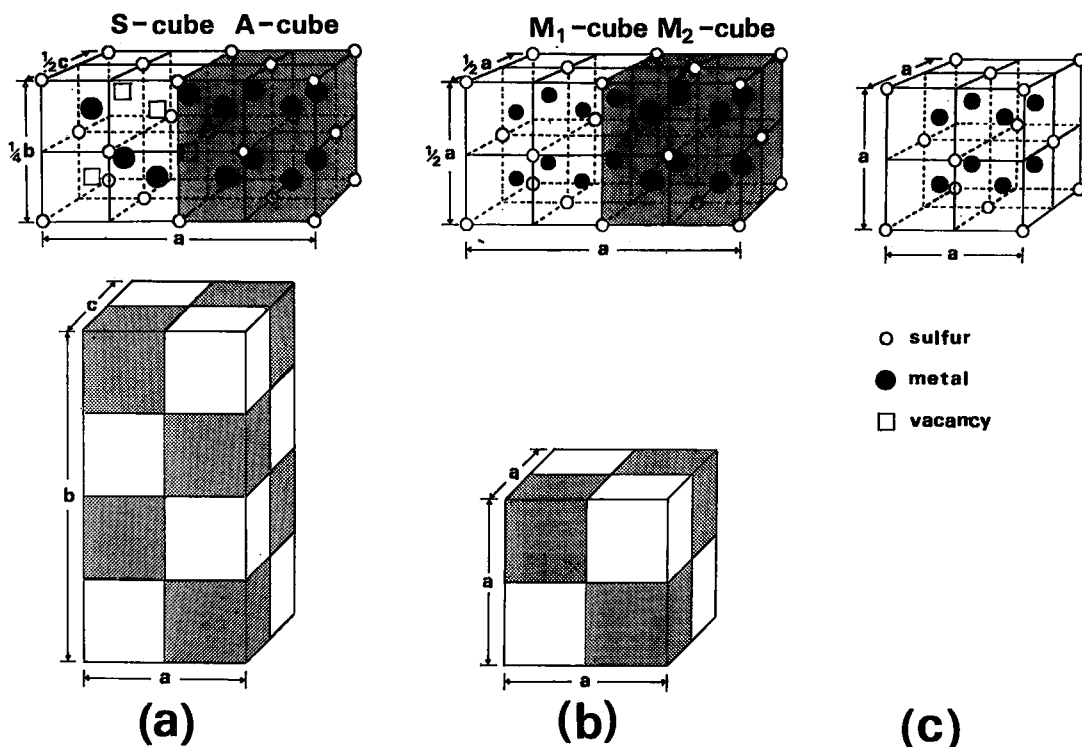 S-cube A-cube
½c
¼b
a
M₁-cube M₂-cube
½a
½a
a
a
a
a
sulfur
metal
vacancy
c
b
a
a
a
a
(a)
(b)
(c)